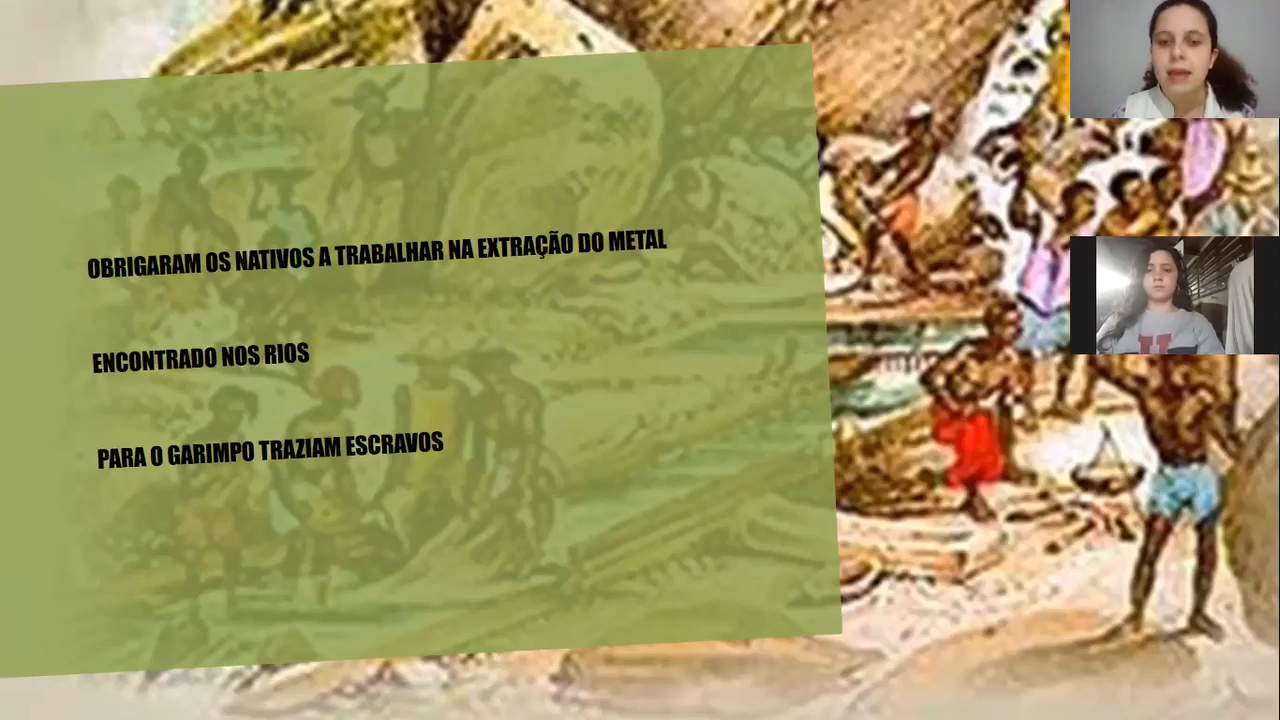 OBRIGARAM OS NATIVOS A TRABALHAR NA EXTRAÇÃO DO METAL
ENCONTRADO NOS RIOS
PARA O GARIMPO TRAZIAM ESCRAVOS
H